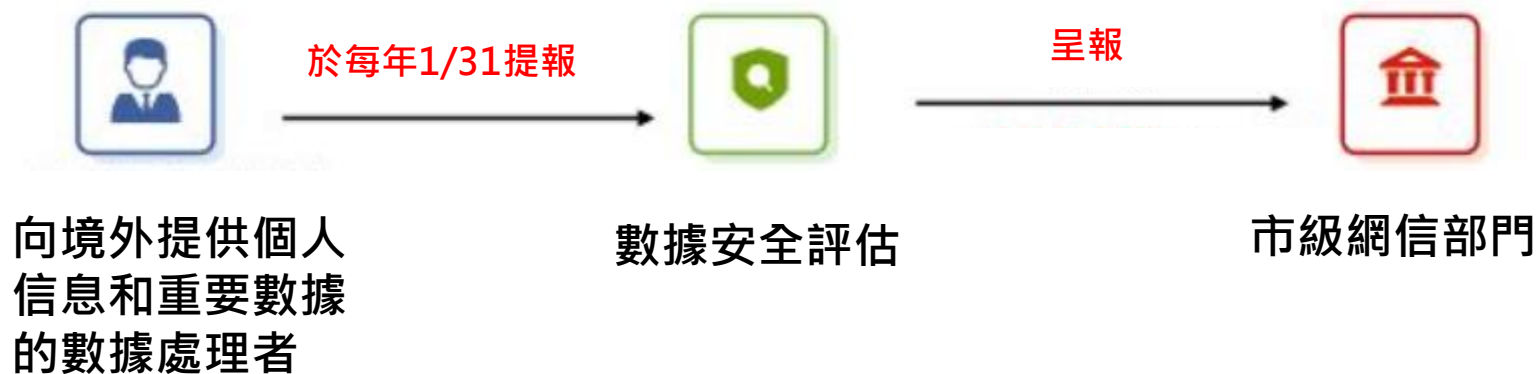 於每年1/31提報
呈報
向境外提供個人
信息和重要數據
的數據處理者
數據安全評估
市級網信部門